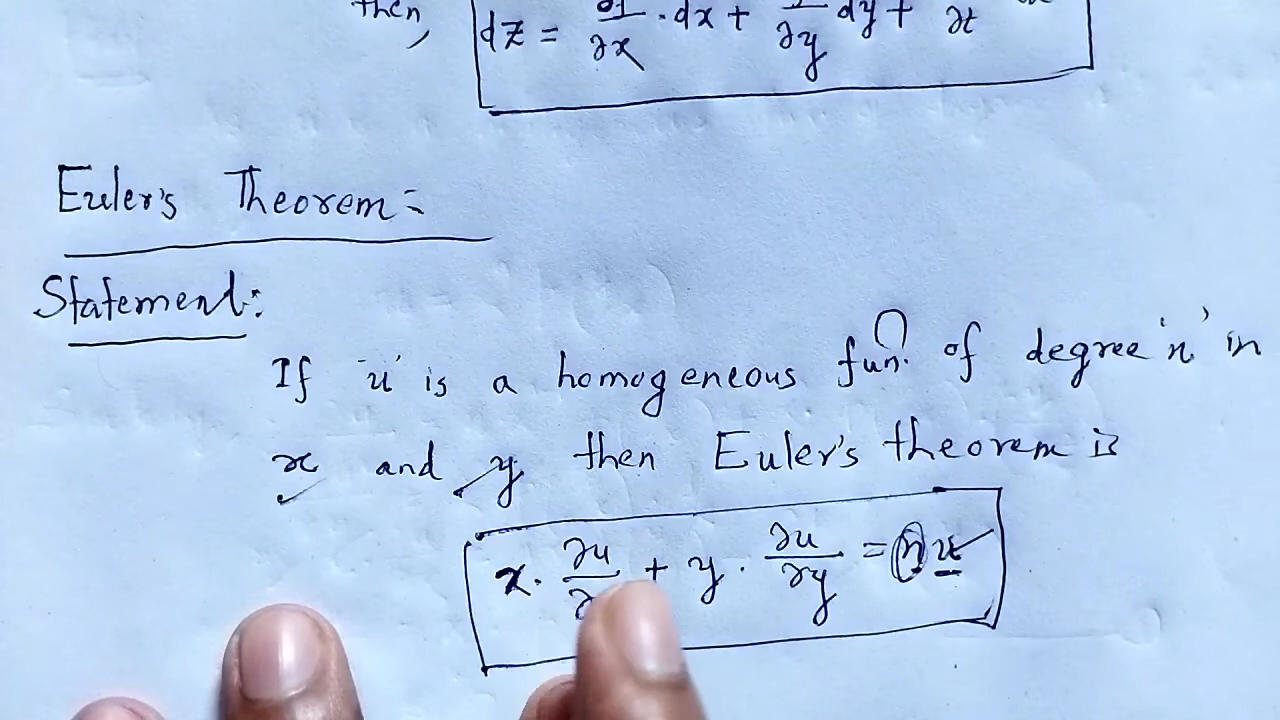 then,
dz = ∂f/∂x . dx + ∂y dy + ∂t
Euler's Theorem:
Statement:
If 'u' is a homogeneous fun. of degree 'n' in
x and y then Euler's theorem is
x. ∂u/∂ + y. ∂u/∂y = n u